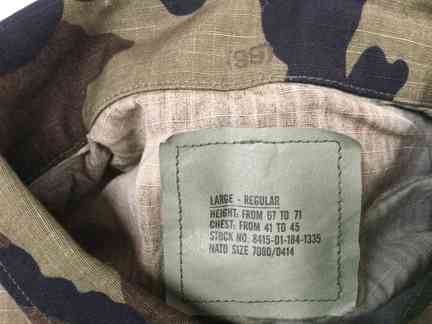 LARGE - REGULAR
HEIGHT: FROM 67 TO 71
CHEST: FROM 41 TO 45
STOCK NO: 8415-01-184-1335
NATO SIZE 7080/0414